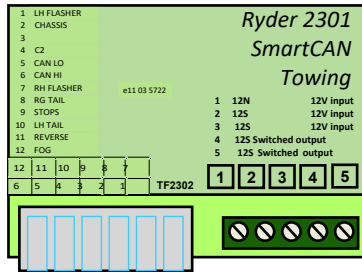 1 LH FLASHER
2 CHASSIS
3
4 C2
5 CAN LO
6 CAN HI
7 RH FLASHER
8 RG TAIL
9 STOPS
10 LH TAIL
11 REVERSE
12 FOG
e11 03 5722
Ryder 2301
SmartCAN
Towing
1 12N 12V input
2 12S 12V input
3 12S 12V input
4 12S Switched output
5 12S Switched output
12 11 10 9 8 7
6 5 4 3 2 1 TF2302
1 2 3 4 5